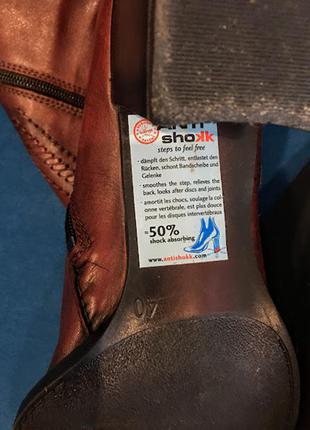 ANTI
shokk
steps to feel free
· dämpft den Schritt, entlastet den
Rücken, schont Bandscheibe und
Gelenke
· smoothes the step, relieves the
back, looks after discs and joints
· amortit les chocs, soulage la co-
onne vertébrale, est plus douce
pour les disques intervertébraux
≈50%
shock absorbing
www.antishokk.com
40